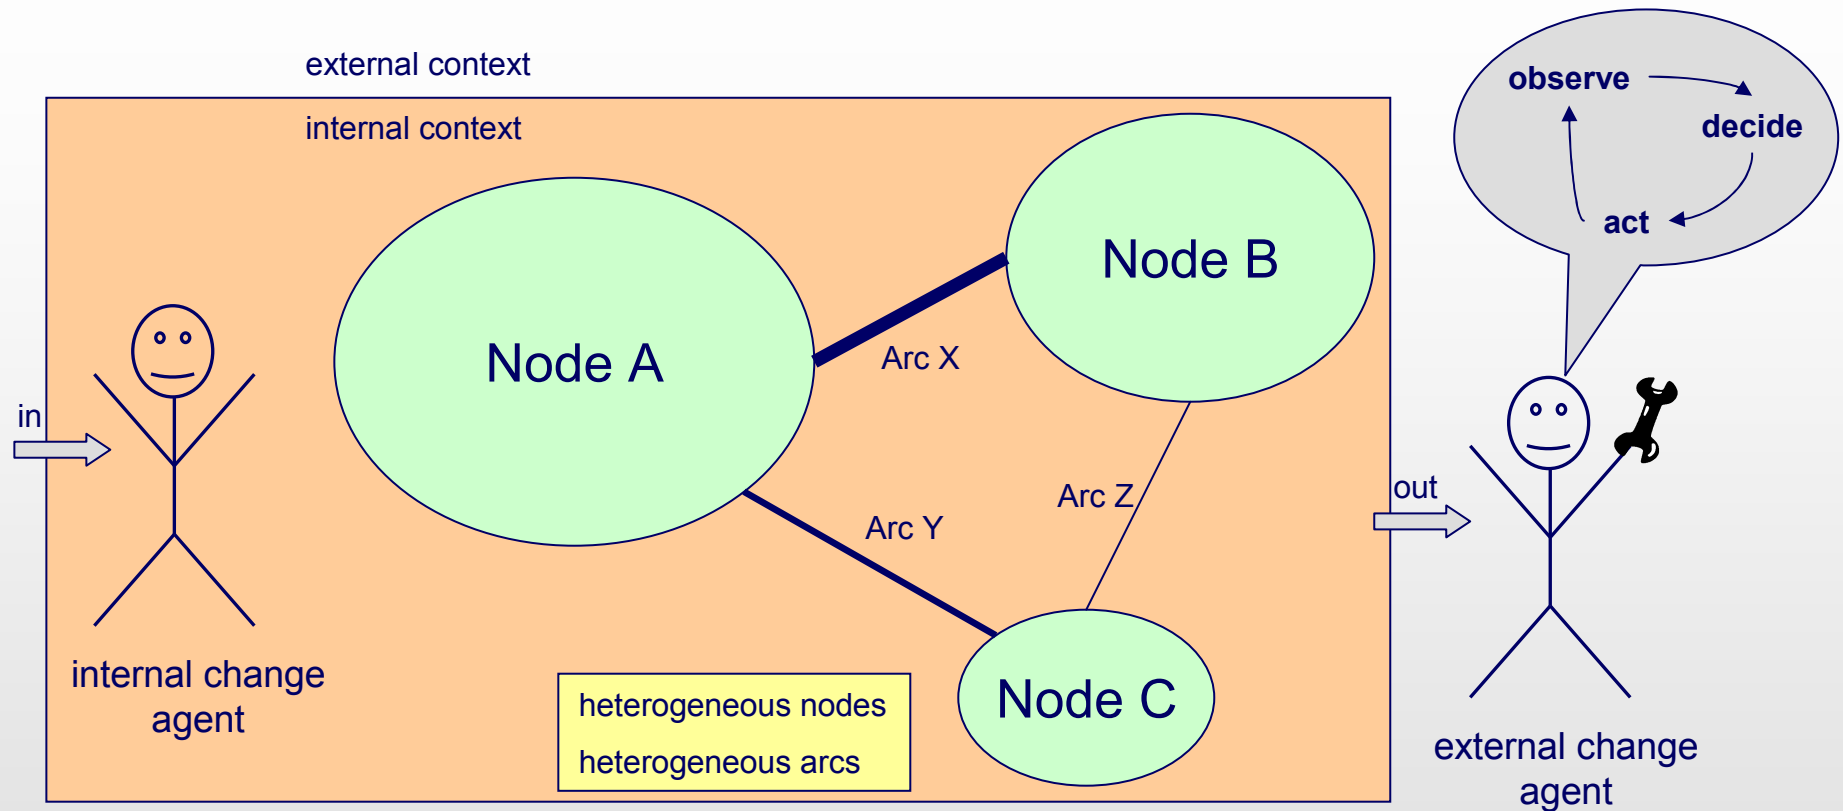 external context
internal context
observe
decide
act
Node A
Node B
Arc X
in
Arc Z
out
Arc Y
internal change
agent
heterogeneous nodes
heterogeneous arcs
Node C
external change
agent